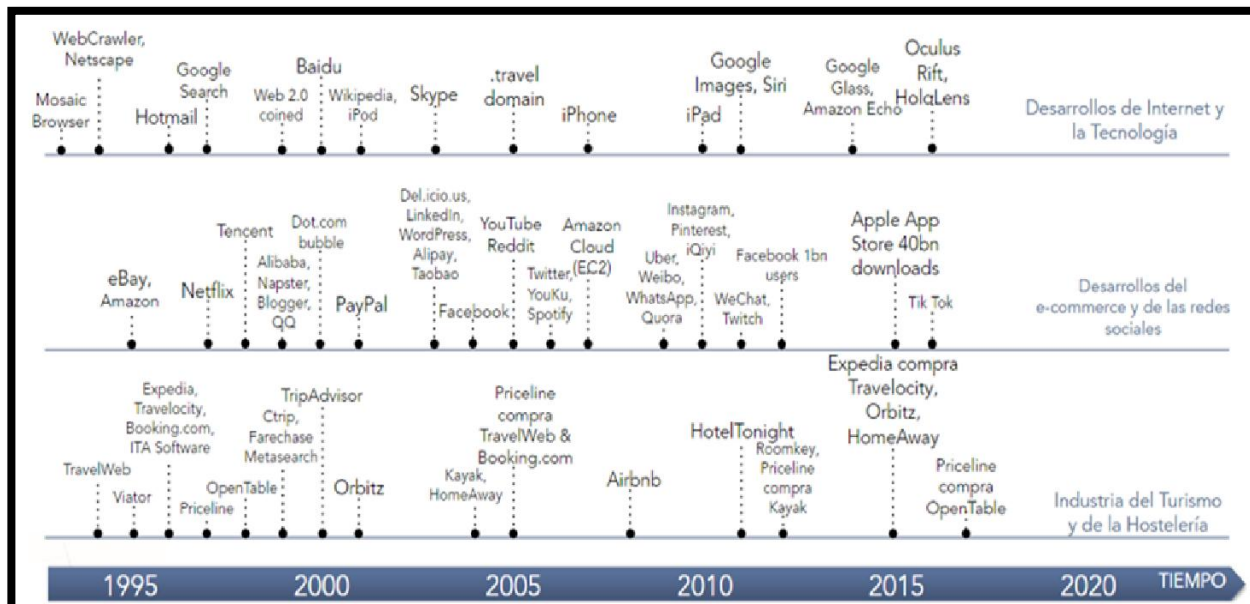 WebCrawler,
Netscape
Mosaic
Browser
Hotmail
Google
Search
Web 2.0
coined
Baidu
Wikipedia,
iPod
Skype
.travel
domain
iPhone
iPad
Google
Images, Siri
Google
Glass,
Amazon Echo
Oculus
Rift,
HoloLens
Desarrollos de Internet y
la Tecnología
eBay,
Amazon
Netflix
Tencent
Alibaba,
Napster,
Blogger,
QQ
Dot.com
bubble
PayPal
Del.icio.us,
LinkedIn,
WordPress,
Alipay,
Taobao
Facebook
YouTube
Reddit
Twitter,
YouKu,
Spotify
Amazon
Cloud
(EC2)
Uber,
Weibo,
WhatsApp,
Quora
Instagram,
Pinterest,
iQiyi
WeChat,
Twitch
Facebook 1bn
users
Apple App
Store 40bn
downloads
Tik Tok
Desarrollos del
e-commerce y de las redes
sociales
TravelWeb
Viator
Expedia,
Travelocity,
Booking.com,
ITA Software
Priceline
OpenTable
Ctrip,
Farechase
Metasearch
TripAdvisor
Orbitz
Kayak,
HomeAway
Priceline
compra
TravelWeb &
Booking.com
Airbnb
HotelTonight
Roomkey,
Priceline
compra
Kayak
Expedia compra
Travelocity,
Orbitz,
HomeAway
Priceline
compra
OpenTable
Industria del Turismo
y de la Hostelería
1995 2000 2005 2010 2015 2020 TIEMPO